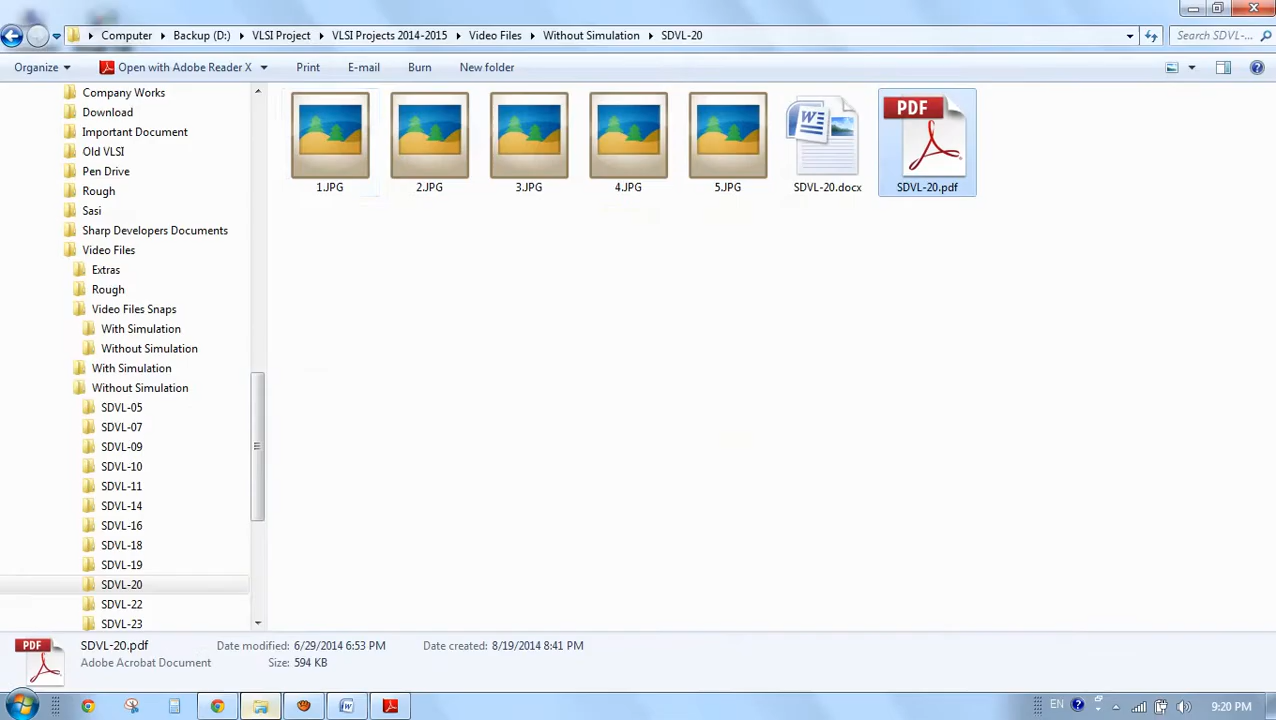 Computer
Backup (D:)
VLSI Project
VLSI Projects 2014-2015
Video Files
Without Simulation
SDVL-20
Search SDVL-...
Organize
Open with Adobe Reader X
Print
E-mail
Burn
New folder
Company Works
Download
Important Document
Old VLSI
Pen Drive
Rough
Sasi
Sharp Developers Documents
Video Files
Extras
Rough
Video Files Snaps
With Simulation
Without Simulation
With Simulation
Without Simulation
SDVL-05
SDVL-07
SDVL-09
SDVL-10
SDVL-11
SDVL-14
SDVL-16
SDVL-18
SDVL-19
SDVL-20
SDVL-22
SDVL-23
PDF
1.JPG
2.JPG
3.JPG
4.JPG
5.JPG
SDVL-20.docx
SDVL-20.pdf
PDF
SDVL-20.pdf
Date modified: 6/29/2014 6:53 PM
Date created: 8/19/2014 8:41 PM
Adobe Acrobat Document
Size: 594 KB
EN
9:20 PM